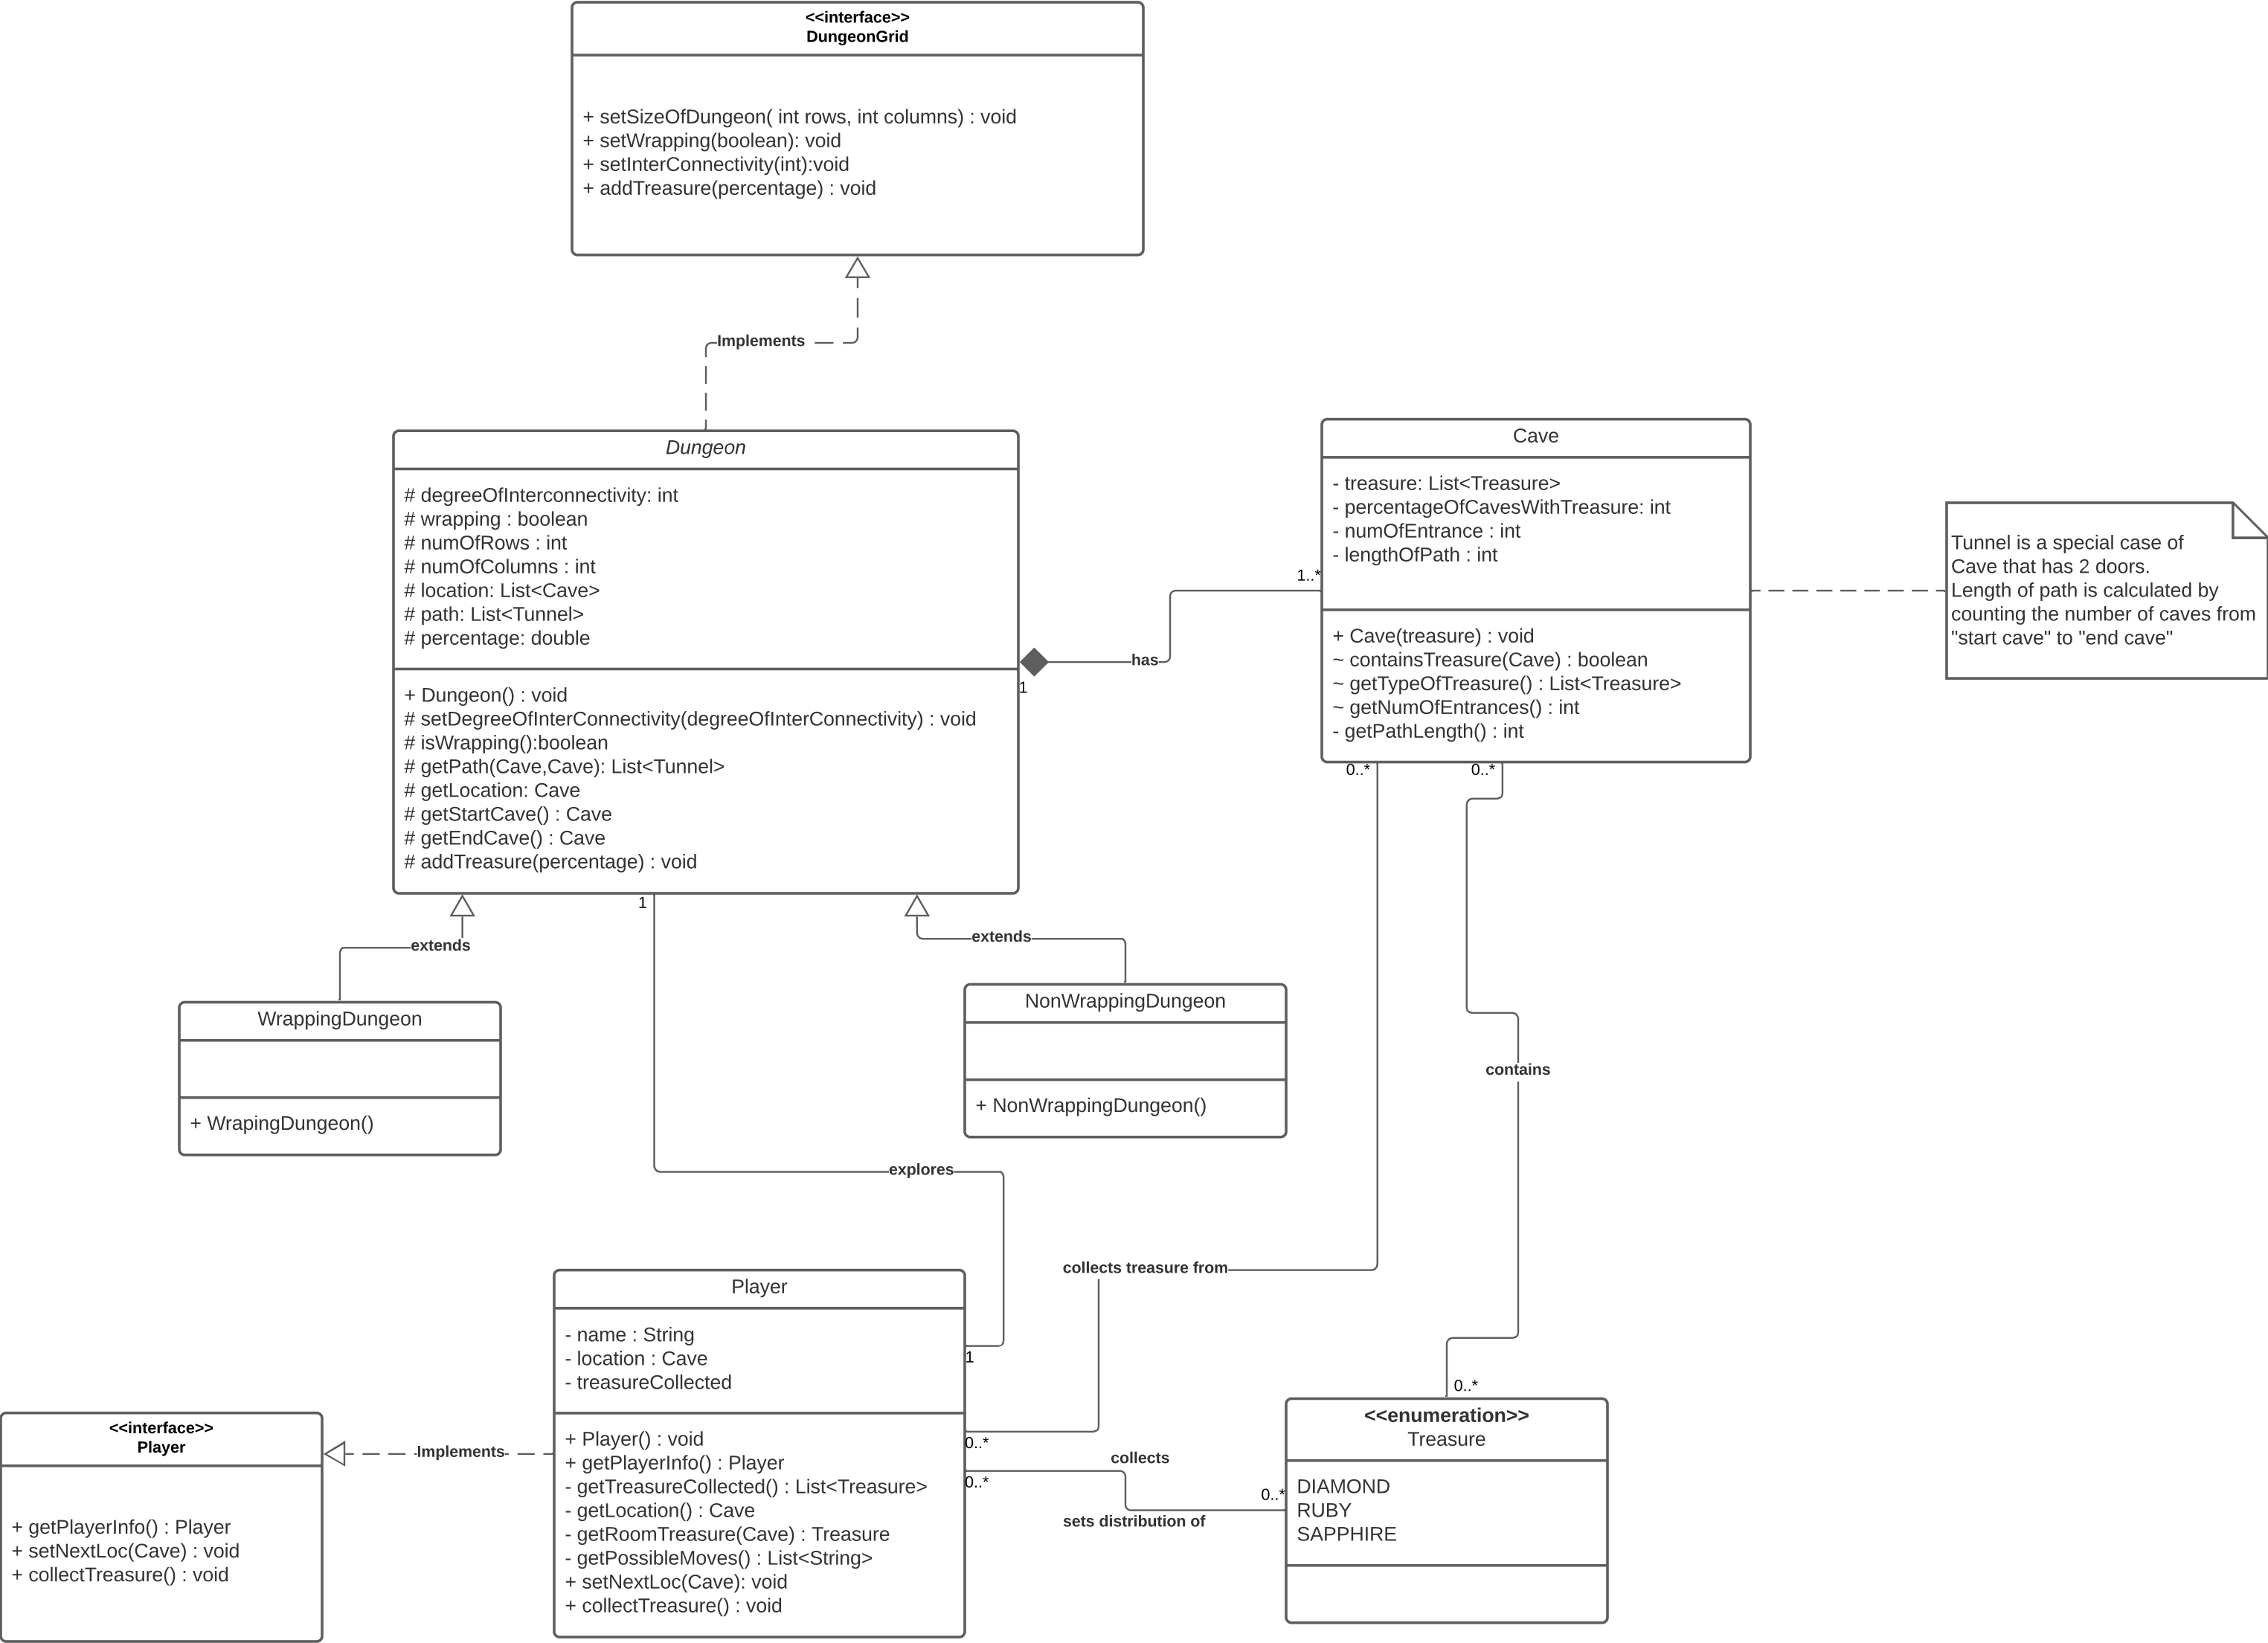 <<interface>>
DungeonGrid
+ setSizeOfDungeon( int rows, int columns) : void
+ setWrapping(boolean): void
+ setInterConnectivity(int):void
+ addTreasure(percentage) : void
Implements
Dungeon
# degreeOfInterconnectivity: int
# wrapping : boolean
# numOfRows : int
# numOfColumns : int
# location: List<Cave>
# path: List<Tunnel>
# percentage: double
+ Dungeon() : void
# setDegreeOfInterConnectivity(degreeOfInterConnectivity) : void
# isWrapping():boolean
# getPath(Cave,Cave): List<Tunnel>
# getLocation: Cave
# getStartCave() : Cave
# getEndCave() : Cave
# addTreasure(percentage) : void
1
has
1..*
Cave
- treasure: List<Treasure>
- percentageOfCavesWithTreasure: int
- numOfEntrance : int
- lengthOfPath : int
+ Cave(treasure) : void
~ containsTreasure(Cave) : boolean
~ getTypeOfTreasure() : List<Treasure>
~ getNumOfEntrances() : int
- getPathLength() : int
Tunnel is a special case of
Cave that has 2 doors.
Length of path is calculated by
counting the number of caves from
"start cave" to "end cave"
0..*
0..*
1
extends
extends
WrappingDungeon
+ WrapingDungeon()
NonWrappingDungeon
+ NonWrappingDungeon()
contains
explores
collects treasure from
Player
- name : String
- location : Cave
- treasureCollected
+ Player() : void
+ getPlayerInfo() : Player
- getTreasureCollected() : List<Treasure>
- getLocation() : Cave
- getRoomTreasure(Cave) : Treasure
- getPossibleMoves() : List<String>
+ setNextLoc(Cave): void
+ collectTreasure() : void
1
0..*
0..*
collects
sets distribution of
0..*
0..*
<<enumeration>>
Treasure
DIAMOND
RUBY
SAPPHIRE
Implements
<<interface>>
Player
+ getPlayerInfo() : Player
+ setNextLoc(Cave) : void
+ collectTreasure() : void